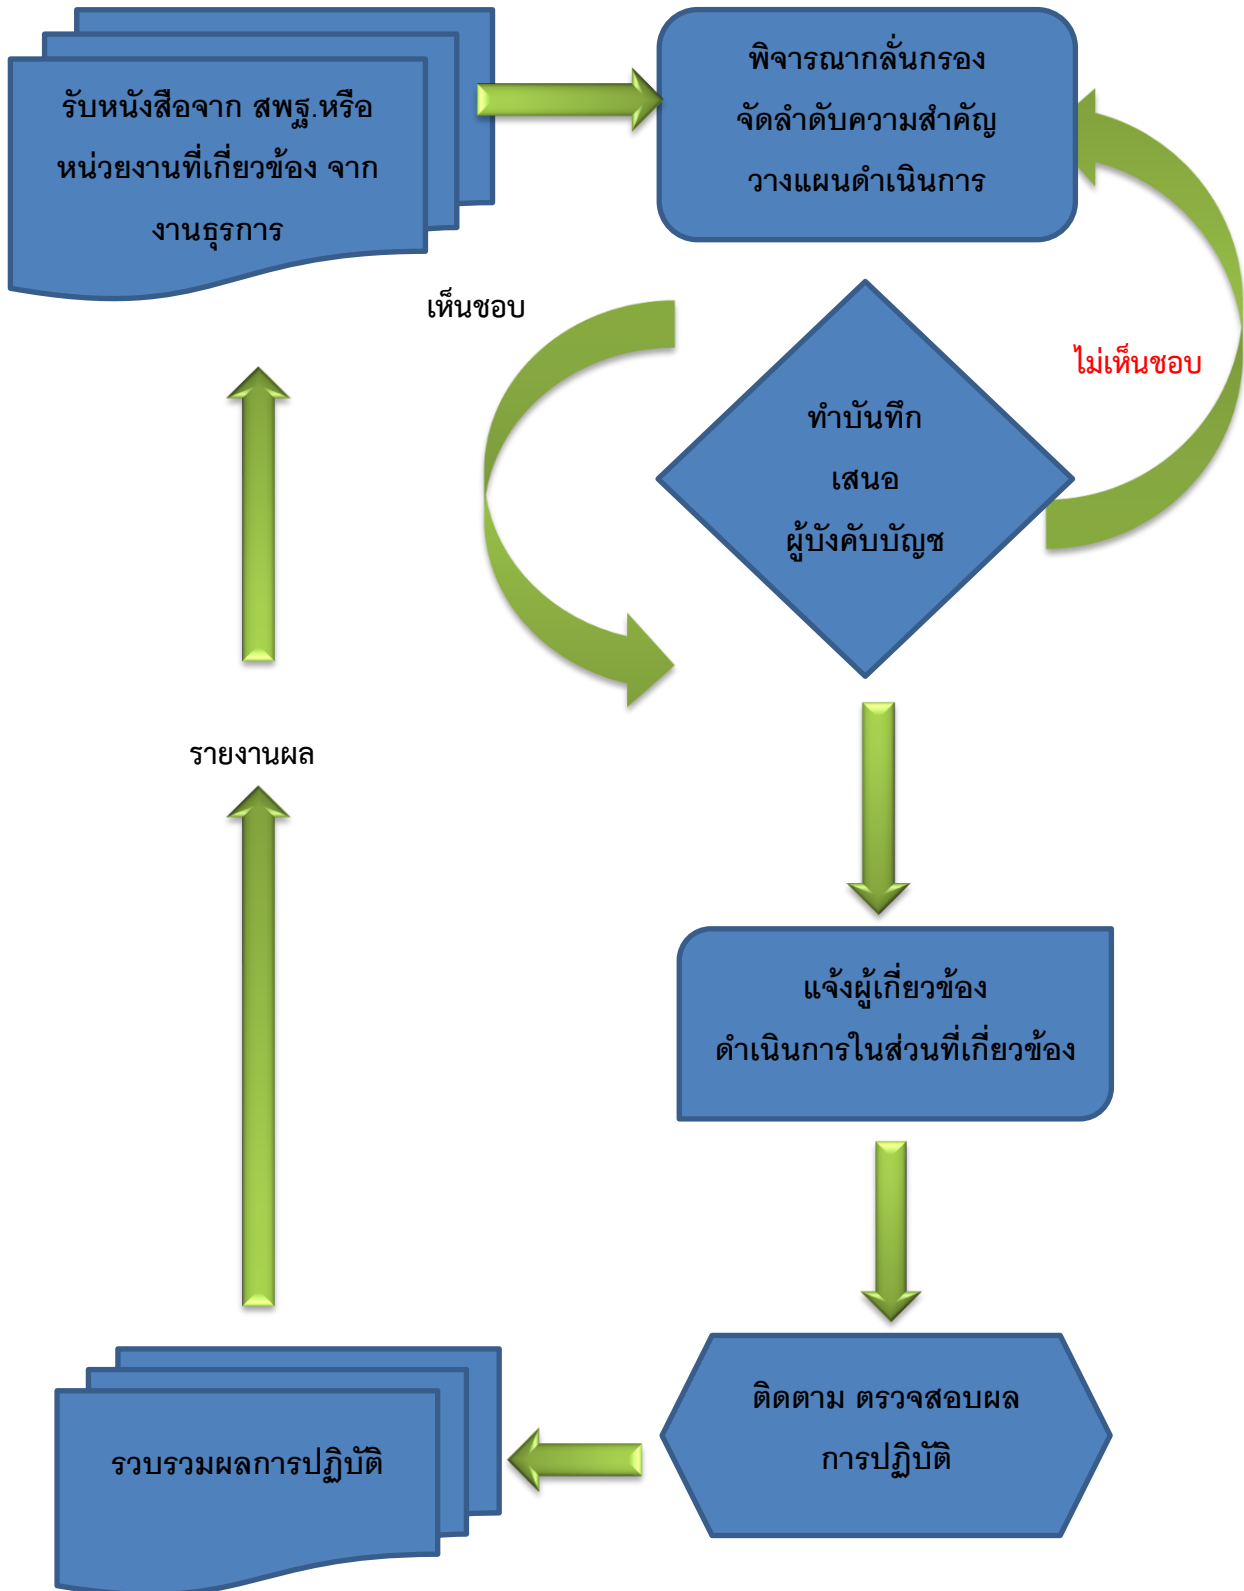 รับหนังสือจาก สพฐ.หรือ
หน่วยงานที่เกี่ยวข้อง จาก
งานธุรการ
พิจารณากลั่นกรอง
จัดลำดับความสำคัญ
วางแผนดำเนินการ
เห็นชอบ
ไม่เห็นชอบ
ทำบันทึก
เสนอ
ผู้บังคับบัญช
รายงานผล
แจ้งผู้เกี่ยวข้อง
ดำเนินการในส่วนที่เกี่ยวข้อง
ติดตาม ตรวจสอบผล
การปฏิบัติ
รวบรวมผลการปฏิบัติ